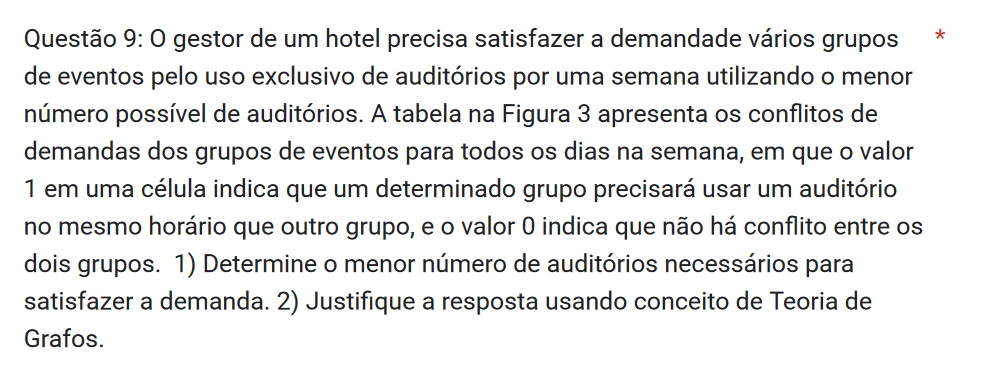 Questão 9: O gestor de um hotel precisa satisfazer a demandade vários grupos *
de eventos pelo uso exclusivo de auditórios por uma semana utilizando o menor
número possível de auditórios. A tabela na Figura 3 apresenta os conflitos de
demandas dos grupos de eventos para todos os dias na semana, em que o valor
1 em uma célula indica que um determinado grupo precisará usar um auditório
no mesmo horário que outro grupo, e o valor 0 indica que não há conflito entre os
dois grupos.  1) Determine o menor número de auditórios necessários para
satisfazer a demanda. 2) Justifique a resposta usando conceito de Teoria de
Grafos.